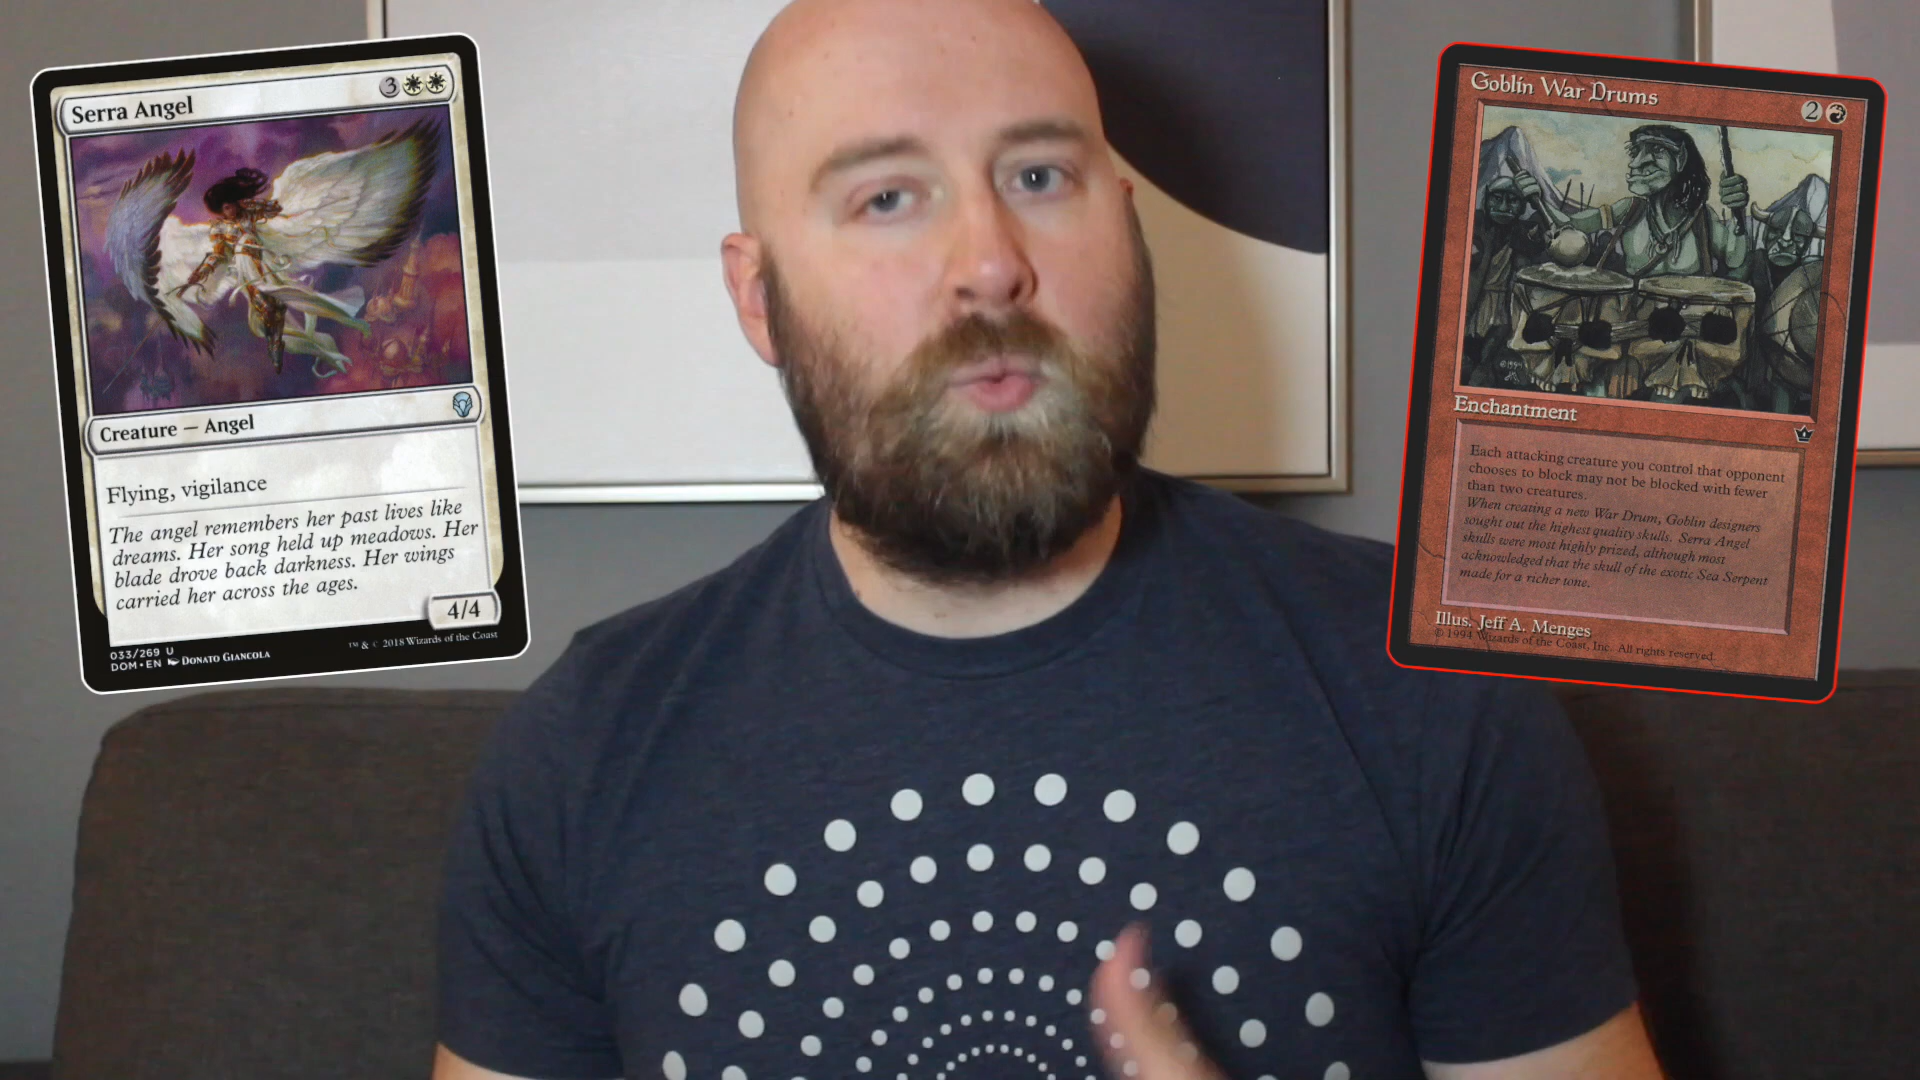 Serra Angel
3
Creature — Angel
Flying, vigilance
The angel remembers her past lives like
dreams. Her song held up meadows. Her
blade drove back darkness. Her wings
carried her across the ages.
4/4
033/269 U
DOM • EN Donato Giancola
™ & © 2018 Wizards of the Coast
Goblin War Drums
2
©1994
Enchantment
Each attacking creature you control that opponent
chooses to block may not be blocked with fewer
than two creatures.
When creating a new War Drum, Goblin designers
sought out the highest quality skulls. Serra Angel
skulls were most highly prized, although most
acknowledged that the skull of the exotic Sea Serpent
made for a richer tone.
Illus. Jeff A. Menges
© 1994 Wizards of the Coast, Inc. All rights reserved.